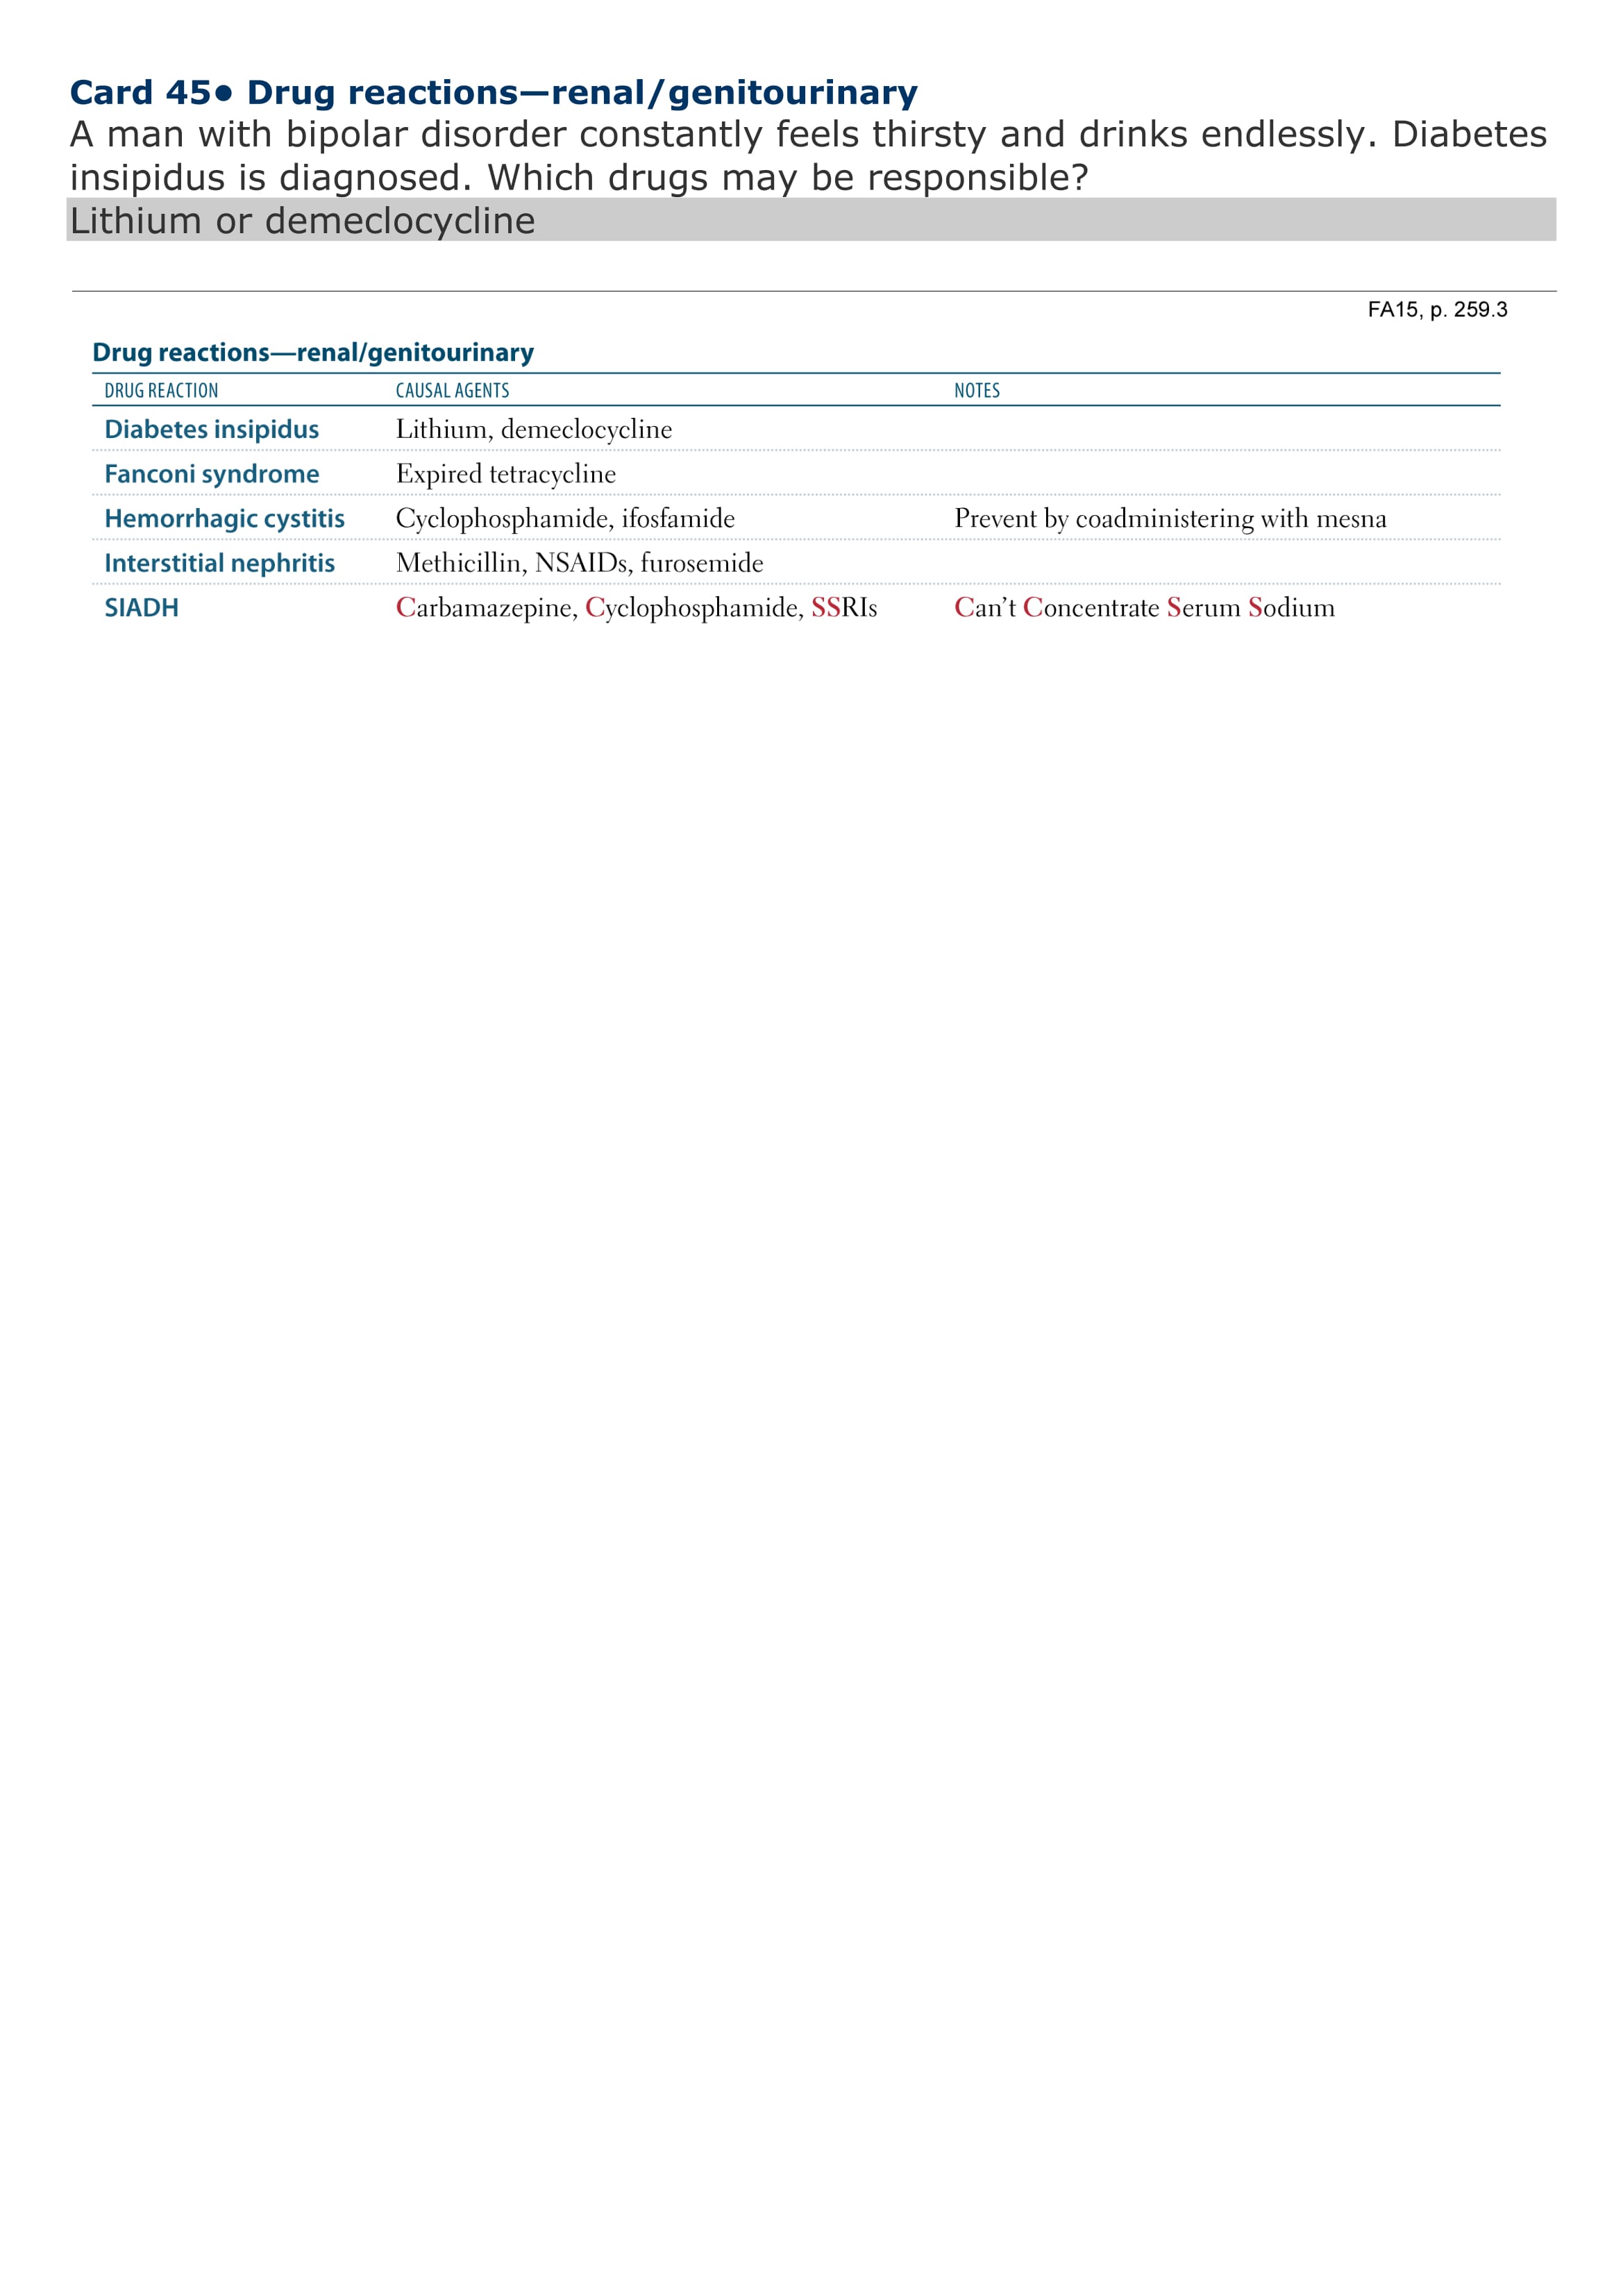 Card 45• Drug reactions—renal/genitourinary
A man with bipolar disorder constantly feels thirsty and drinks endlessly. Diabetes
insipidus is diagnosed. Which drugs may be responsible?
Lithium or demeclocycline
FA15, p. 259.3
Drug reactions—renal/genitourinary
DRUG REACTION CAUSAL AGENTS NOTES
Diabetes insipidus Lithium, demeclocycline
Fanconi syndrome Expired tetracycline
Hemorrhagic cystitis Cyclophosphamide, ifosfamide Prevent by coadministering with mesna
Interstitial nephritis Methicillin, NSAIDs, furosemide
SIADH Carbamazepine, Cyclophosphamide, SSRIs Can’t Concentrate Serum Sodium